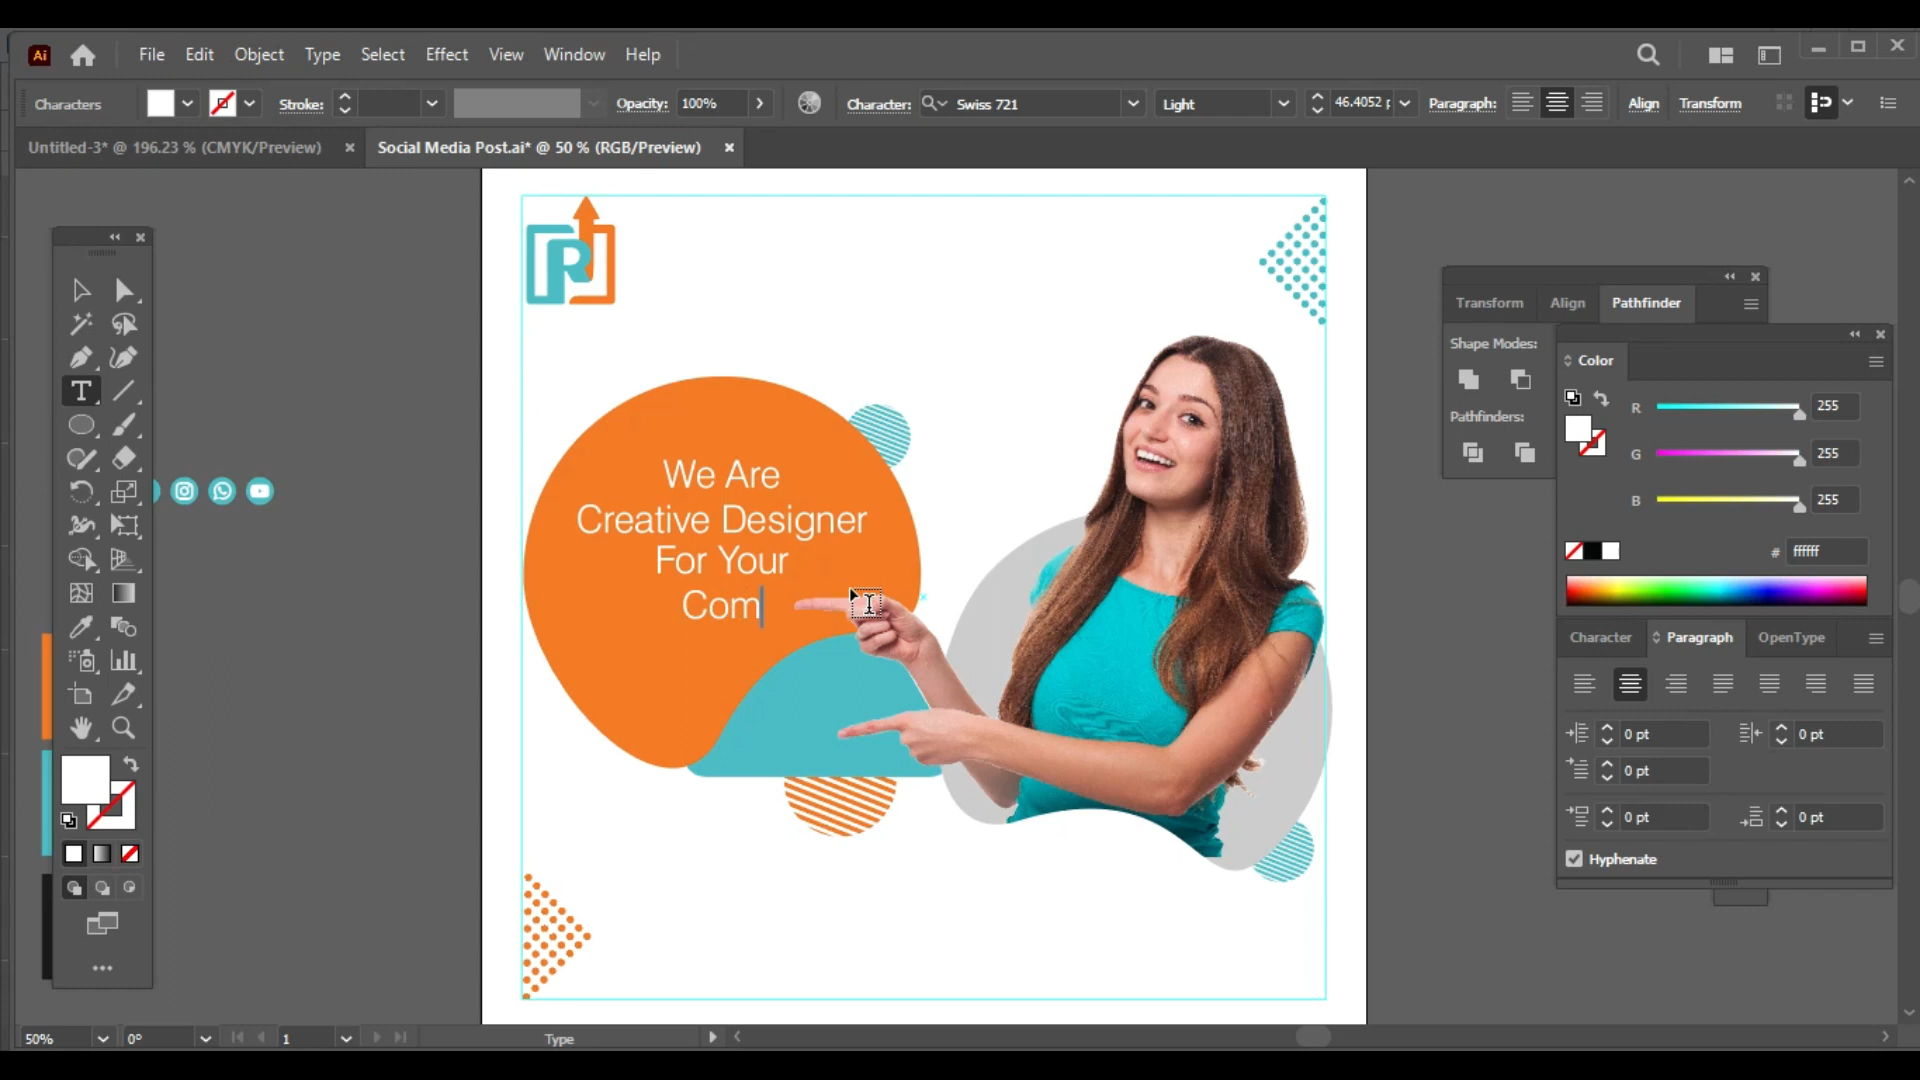 Ai File Edit Object Type Select Effect View Window Help
Characters Stroke: Opacity: 100% Character: Swiss 721 Light 46.4052 p Paragraph: Align Transform
Untitled-3* @ 196.23 % (CMYK/Preview) Social Media Post.ai* @ 50 % (RGB/Preview)
R
We Are
Creative Designer
For Your
Com
Transform Align Pathfinder
Shape Modes:
Pathfinders:
Color
R 255
G 255
B 255
# ffffff
Character Paragraph OpenType
0 pt 0 pt
0 pt
0 pt 0 pt
Hyphenate
50% 0° 1 Type